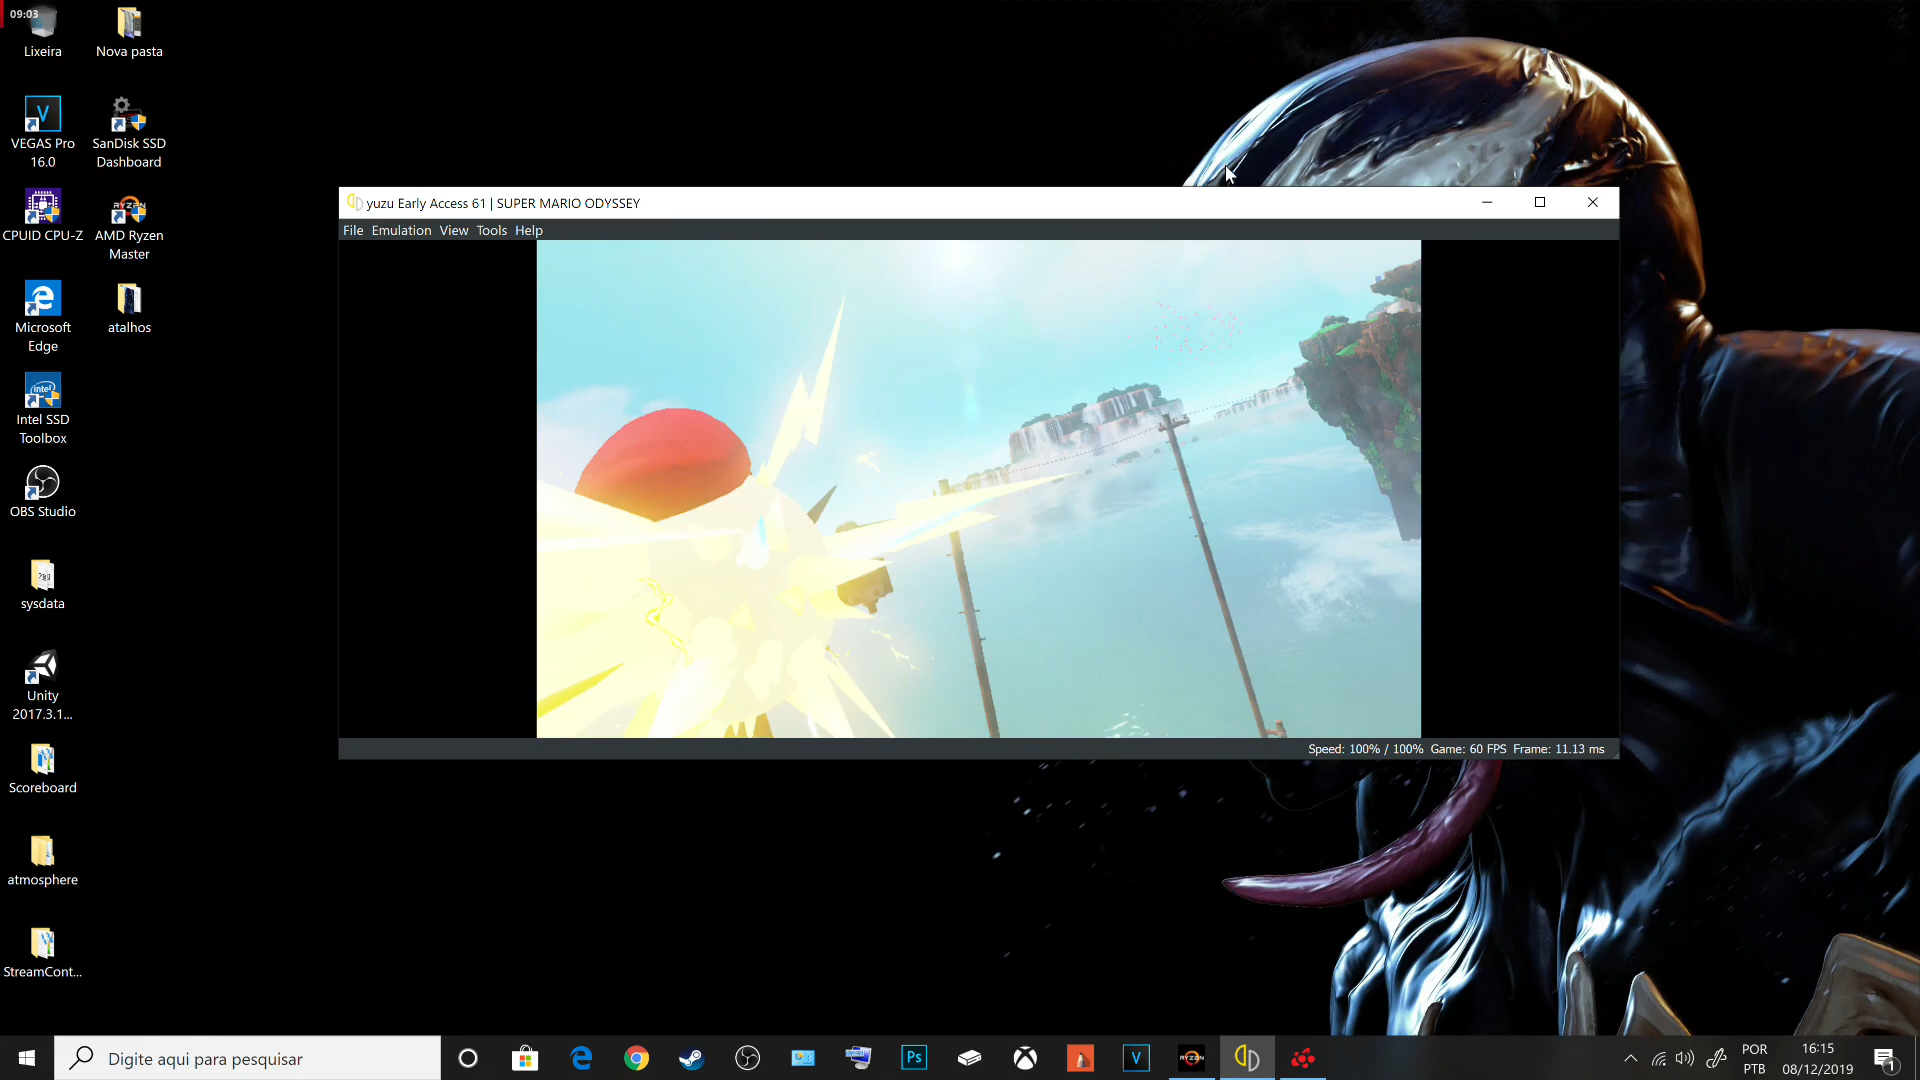 09:03
Lixeira
Nova pasta
VEGAS Pro
16.0
SanDisk SSD
Dashboard
CPUID CPU-Z
AMD Ryzen
Master
Microsoft
Edge
atalhos
Intel SSD
Toolbox
OBS Studio
sysdata
Unity
2017.3.1...
Scoreboard
atmosphere
StreamCont...
yuzu Early Access 61 | SUPER MARIO ODYSSEY
File Emulation View Tools Help
Speed: 100% / 100% Game: 60 FPS Frame: 11.13 ms
Digite aqui para pesquisar
Ps
V
RYZEN
POR
PTB
16:15
08/12/2019
1